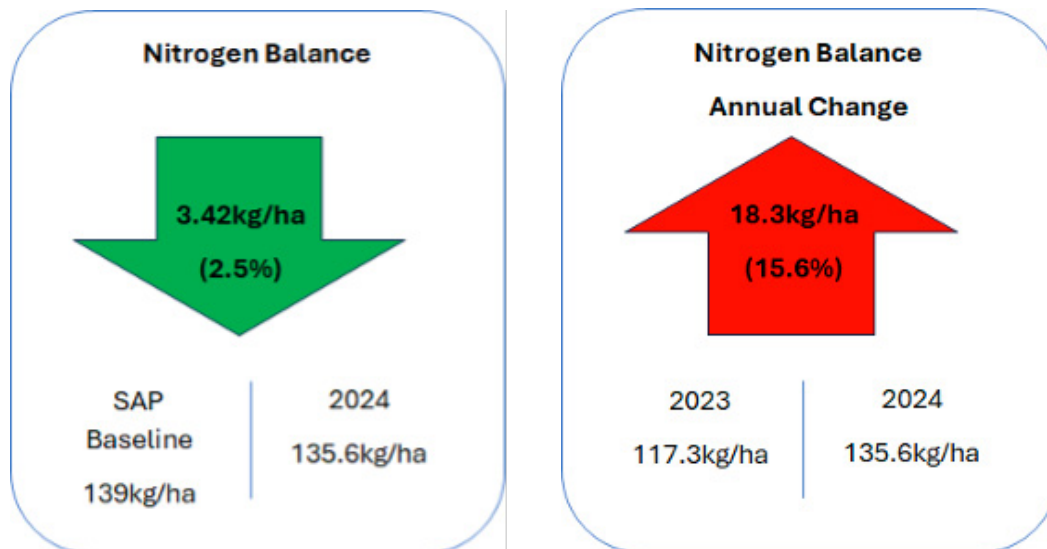 Nitrogen Balance
3.42kg/ha
(2.5%)
SAP
Baseline
139kg/ha
2024
135.6kg/ha
Nitrogen Balance
Annual Change
18.3kg/ha
(15.6%)
2023
117.3kg/ha
2024
135.6kg/ha